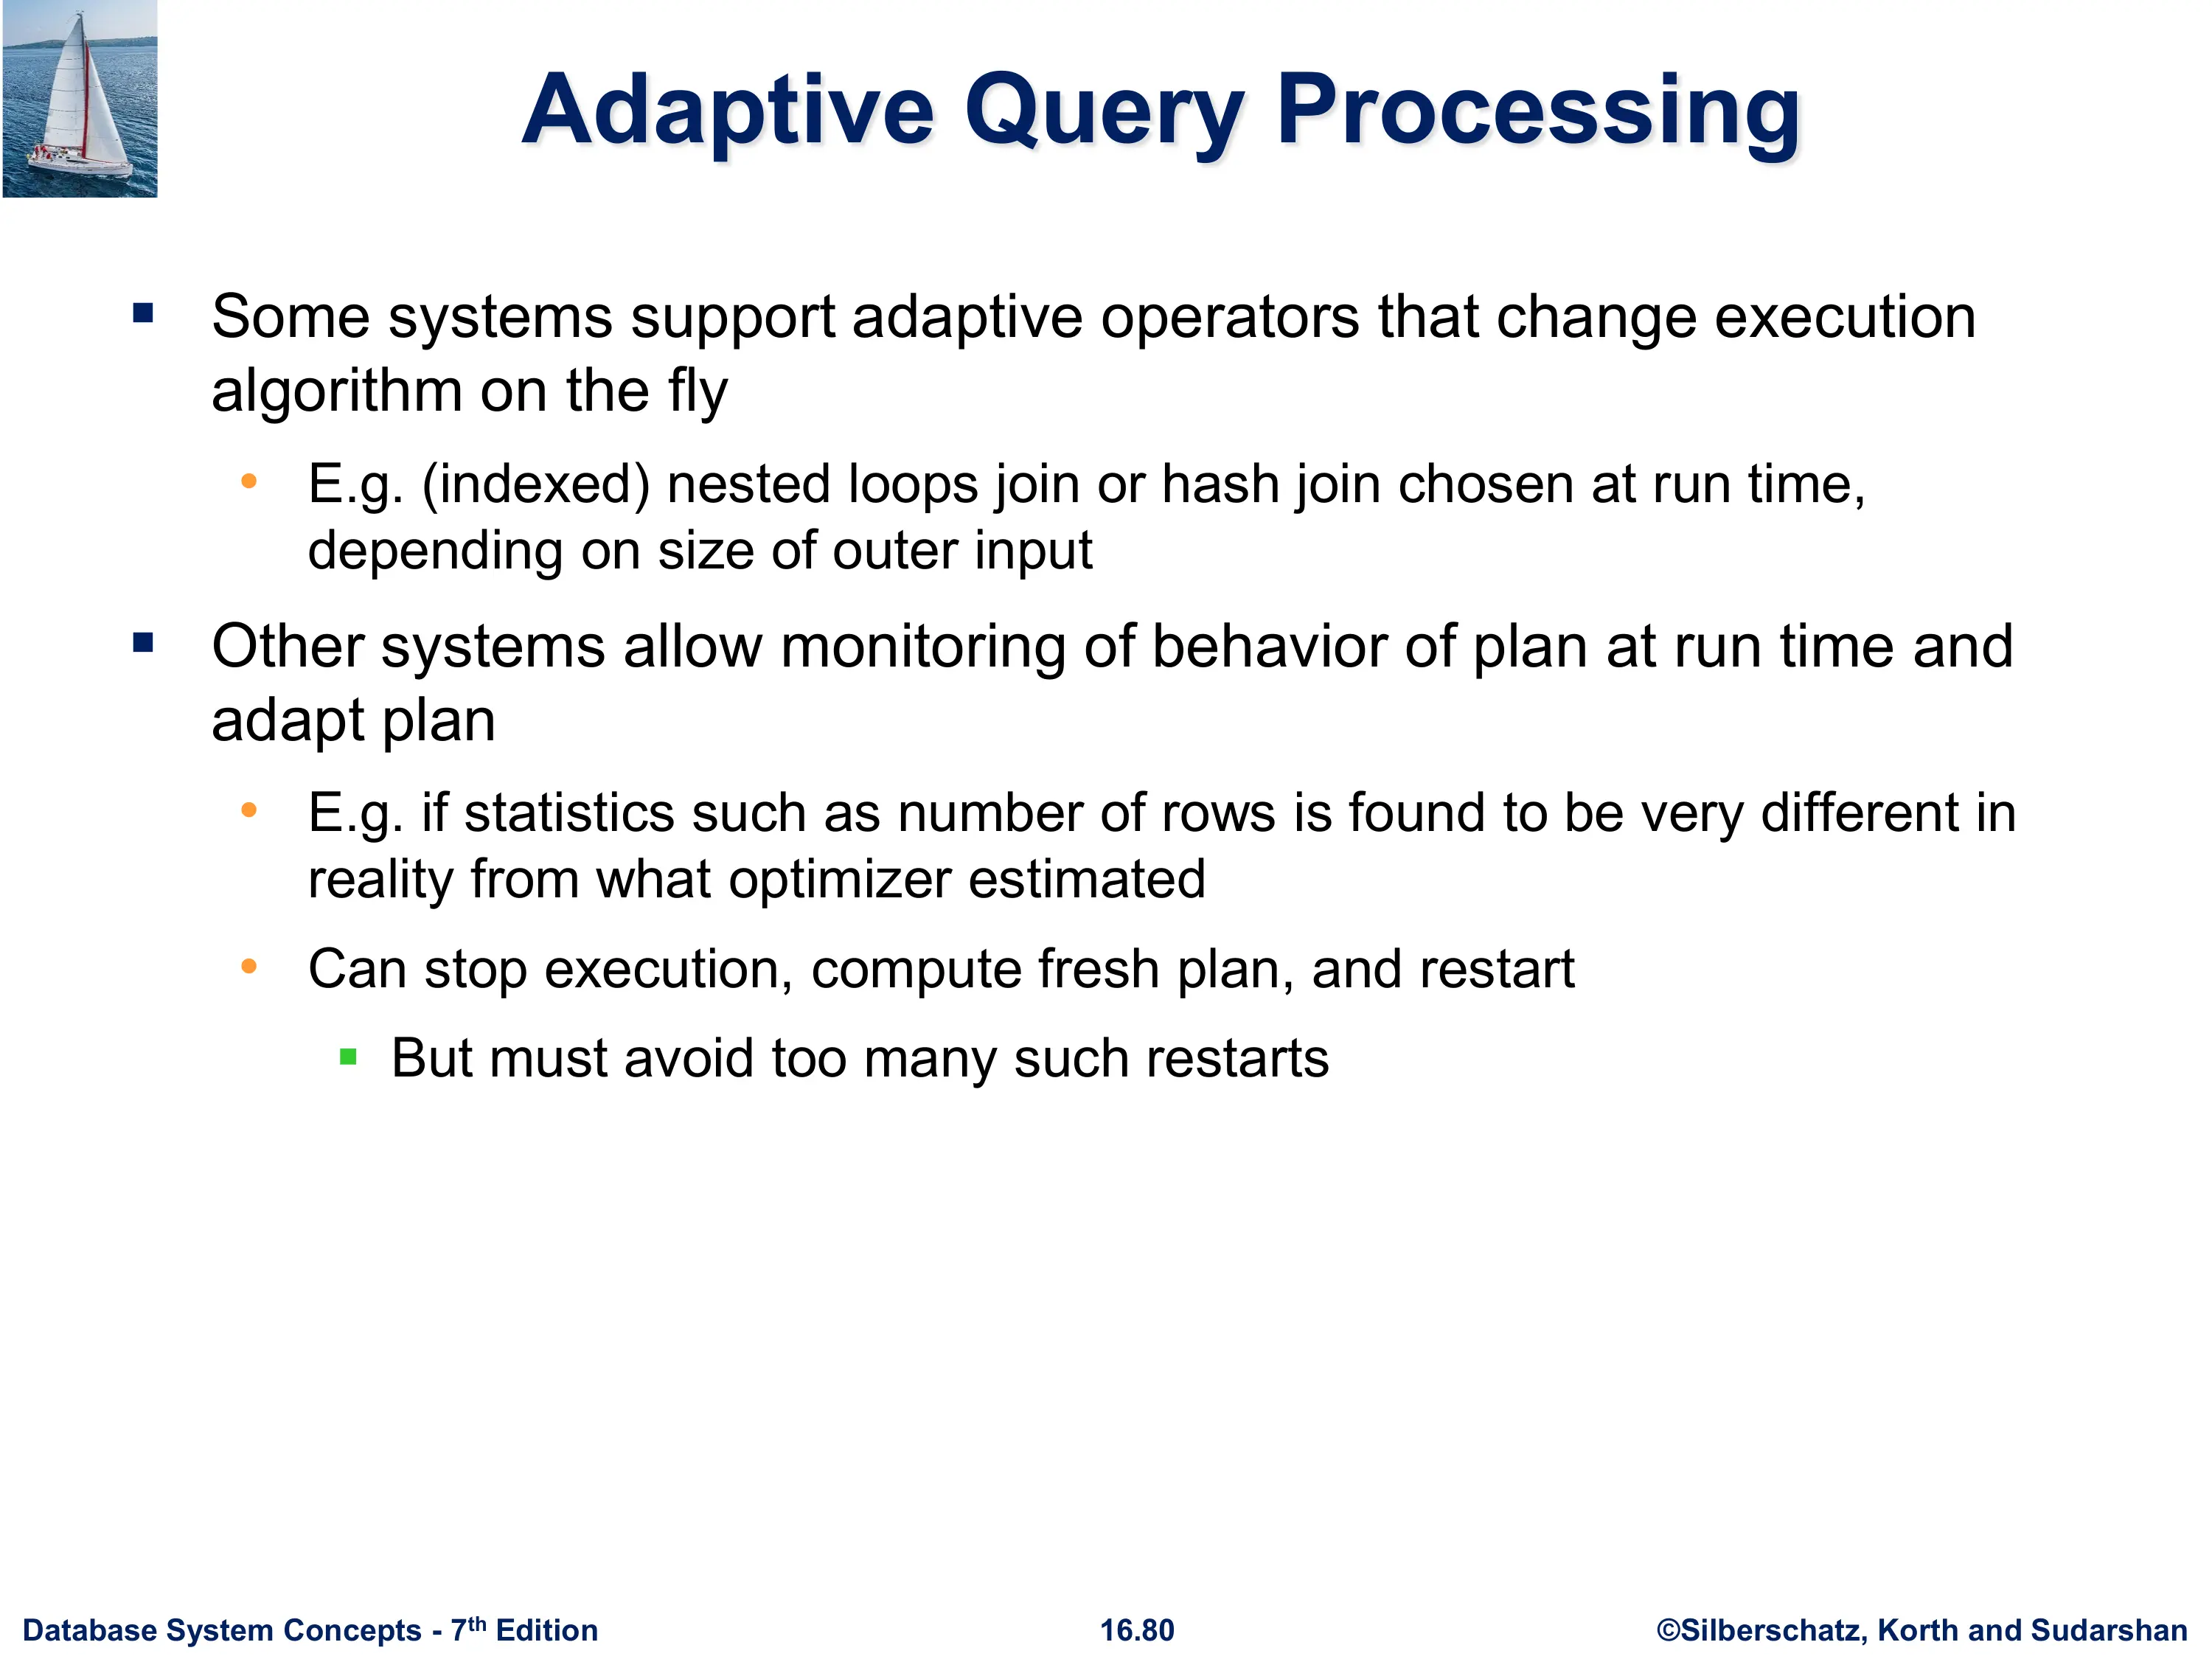 Adaptive Query Processing
Some systems support adaptive operators that change execution
algorithm on the fly
E.g. (indexed) nested loops join or hash join chosen at run time,
depending on size of outer input
Other systems allow monitoring of behavior of plan at run time and
adapt plan
E.g. if statistics such as number of rows is found to be very different in
reality from what optimizer estimated
Can stop execution, compute fresh plan, and restart
But must avoid too many such restarts
Database System Concepts - 7th Edition
16.80
©Silberschatz, Korth and Sudarshan